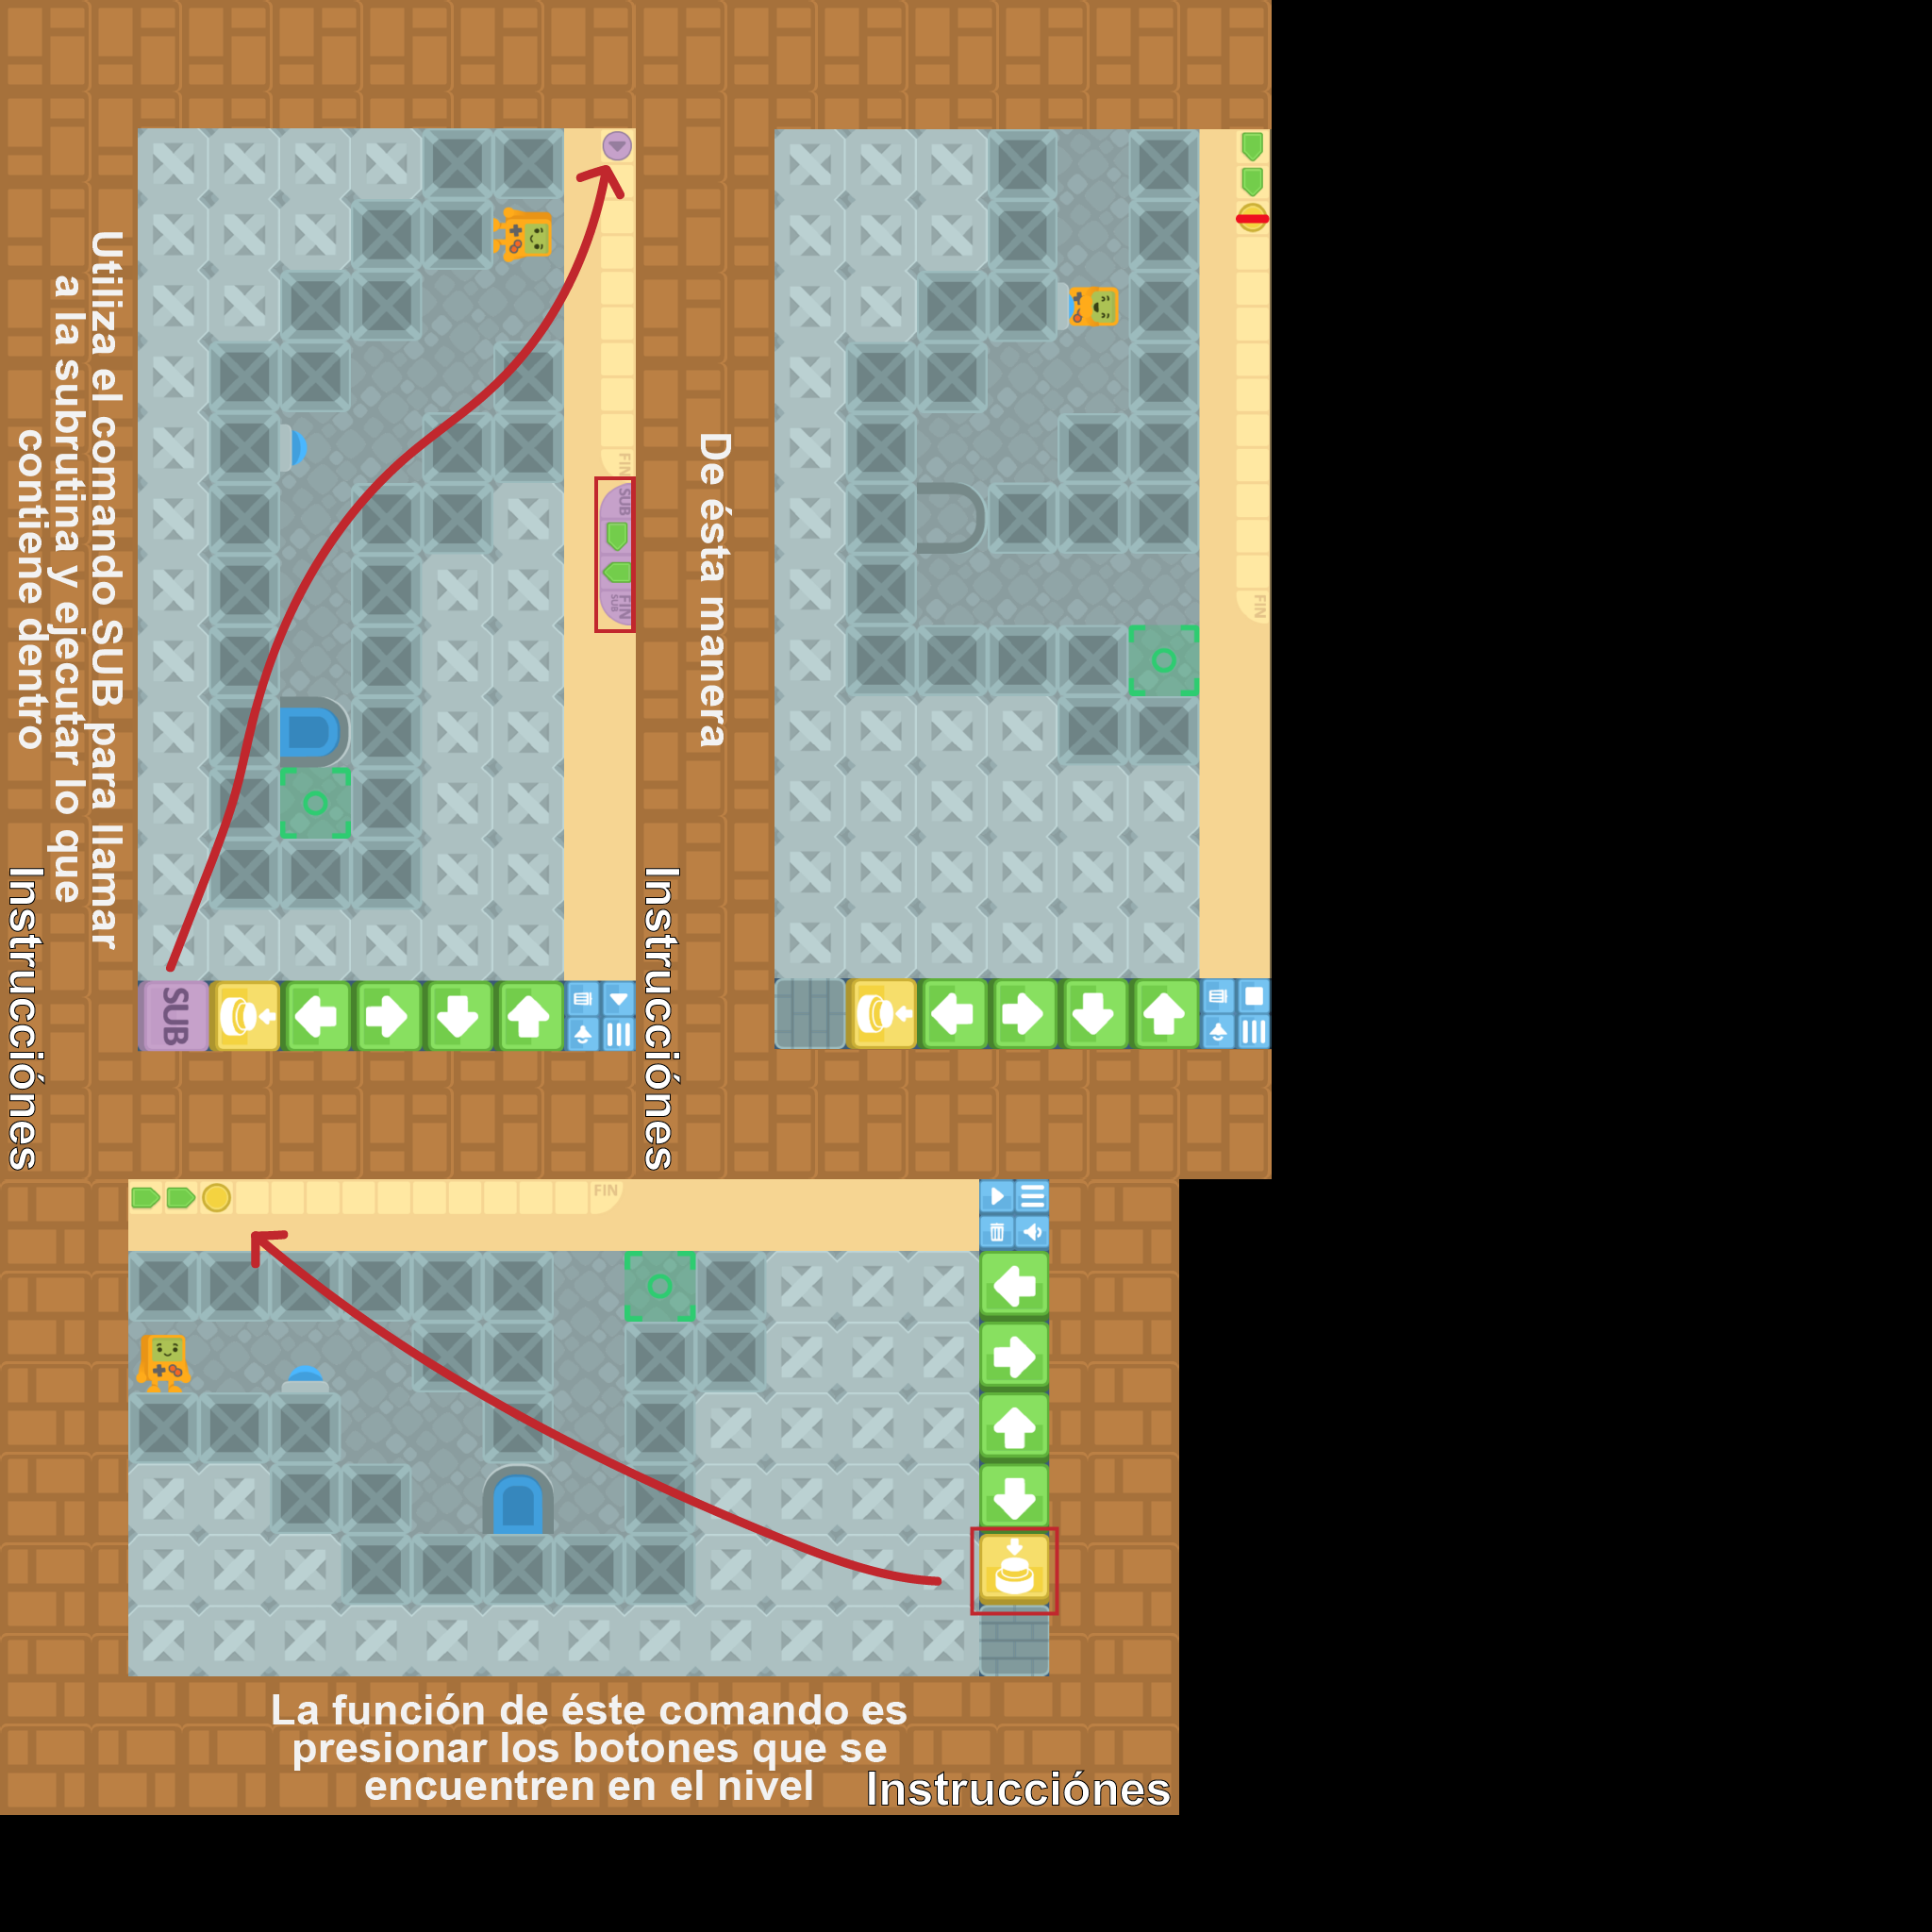 FIN
SUB
FIN
SUB
SUB
Utiliza el comando SUB para llamar
a la subrutina y ejecutar lo que
contiene dentro
Instrucciónes
FIN
De ésta manera
Instrucciónes
FIN
La función de éste comando es
presionar los botones que se
encuentren en el nivel
Instrucciónes